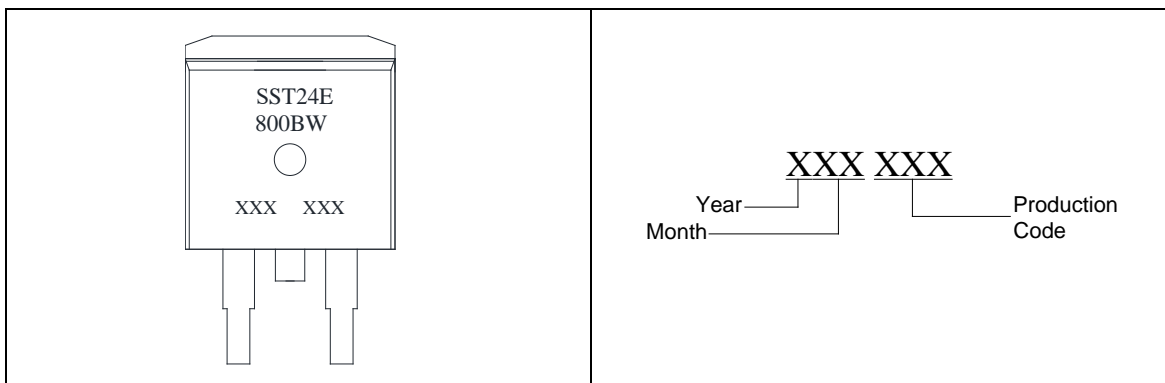 SST24E
800BW
XXX XXX
XXX XXX
Year
Month
Production
Code